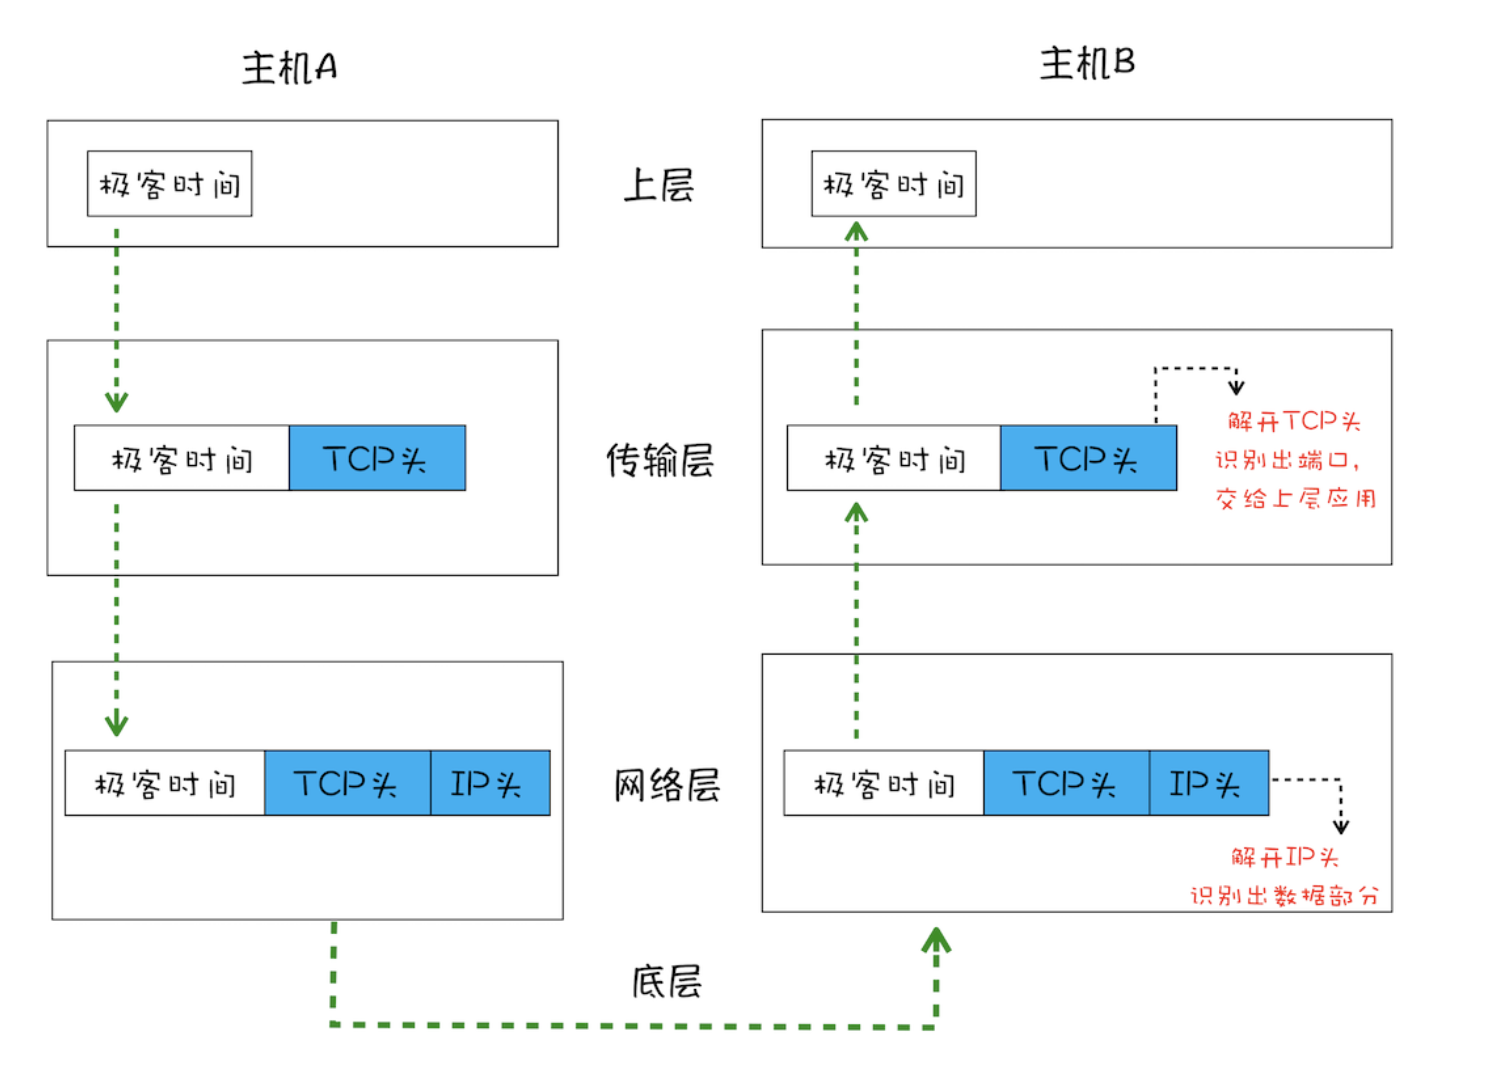 主机A
主机B
极客时间
上层
极客时间
极客时间
TCP头
传输层
极客时间
TCP头
解开TCP头
识别出端口,
交给上层应用
极客时间
TCP头
IP头
网络层
极客时间
TCP头
IP头
解开IP头
识别出数据部分
底层